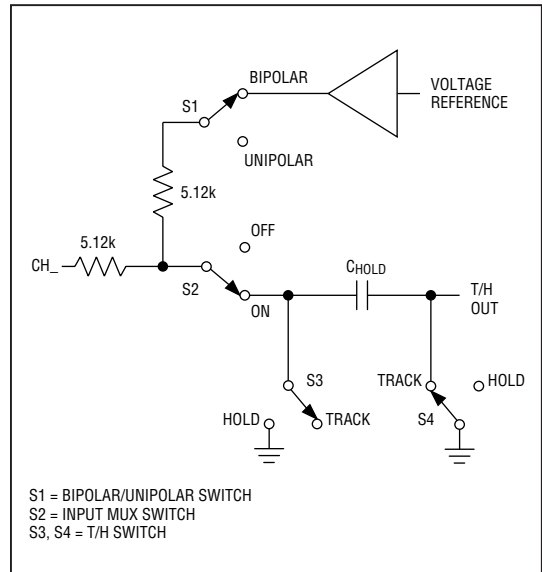 BIPOLAR
VOLTAGE
REFERENCE
S1
UNIPOLAR
5.12k
OFF
5.12k
CH_
CHOLD
S2
ON
T/H
OUT
S3
TRACK
HOLD
HOLD
TRACK
S4
S1 = BIPOLAR/UNIPOLAR SWITCH
S2 = INPUT MUX SWITCH
S3, S4 = T/H SWITCH